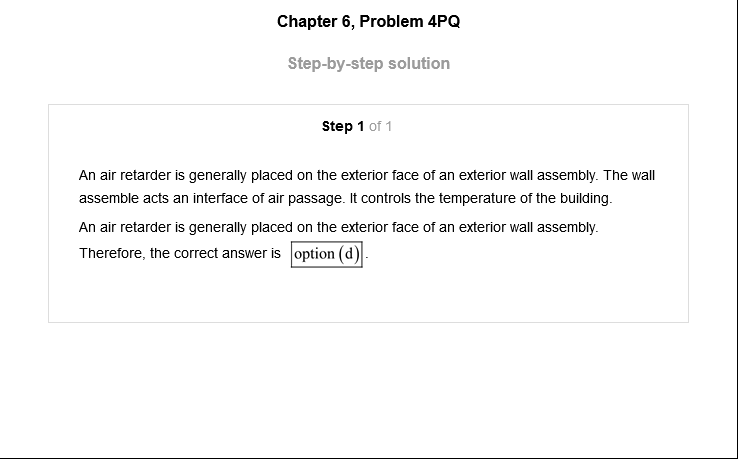 Chapter 6, Problem 4PQ
Step-by-step solution
Step 1 of 1
An air retarder is generally placed on the exterior face of an exterior wall assembly. The wall
assemble acts an interface of air passage. It controls the temperature of the building.
An air retarder is generally placed on the exterior face of an exterior wall assembly.
Therefore, the correct answer is option (d).